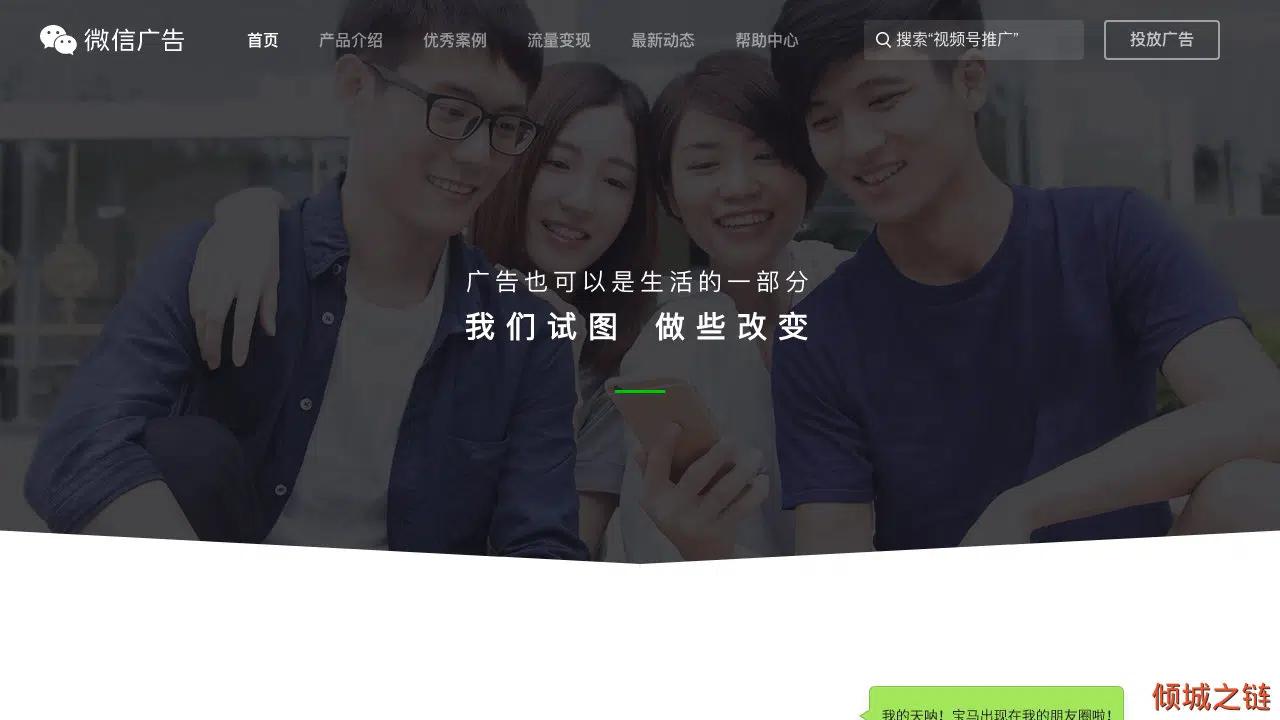 微信广告
首页
产品介绍
优秀案例
流量变现
最新动态
帮助中心
搜索“视频号推广”
投放广告
广告也可以是生活的一部分
我们试图 做些改变
我的天呐！宝马出现在我的朋友圈啦！
倾城之链